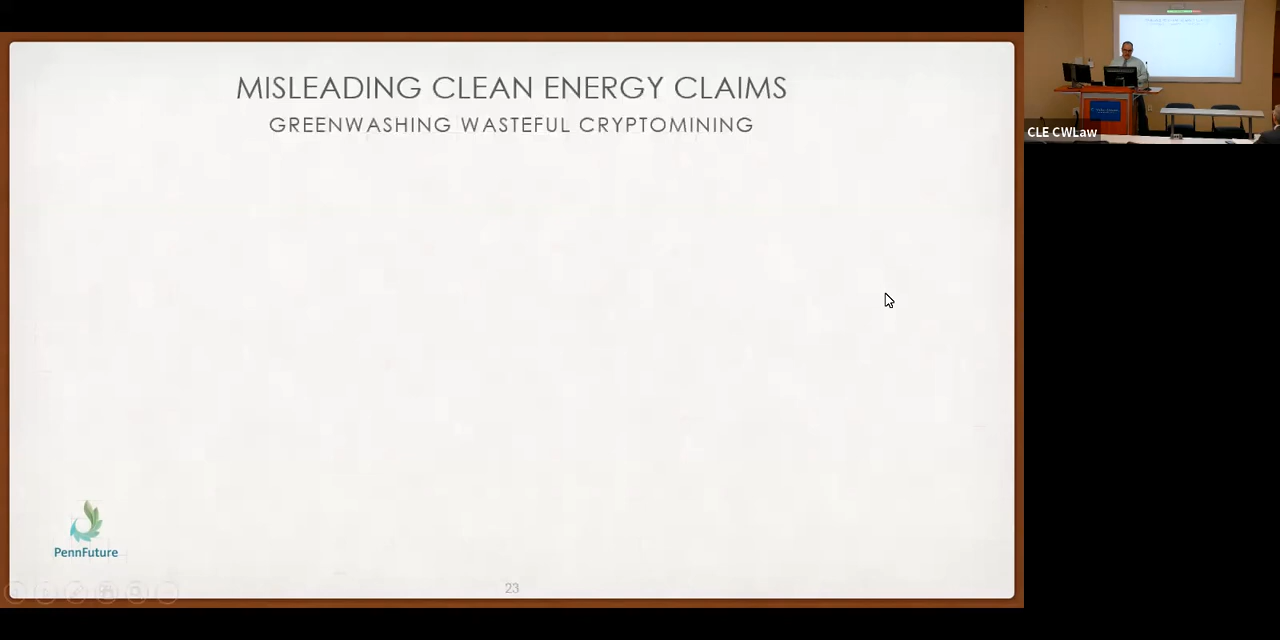 MISLEADING CLEAN ENERGY CLAIMS
GREENWASHING WASTEFUL CRYPTOMINING
PennFuture
23
CLE CWLaw